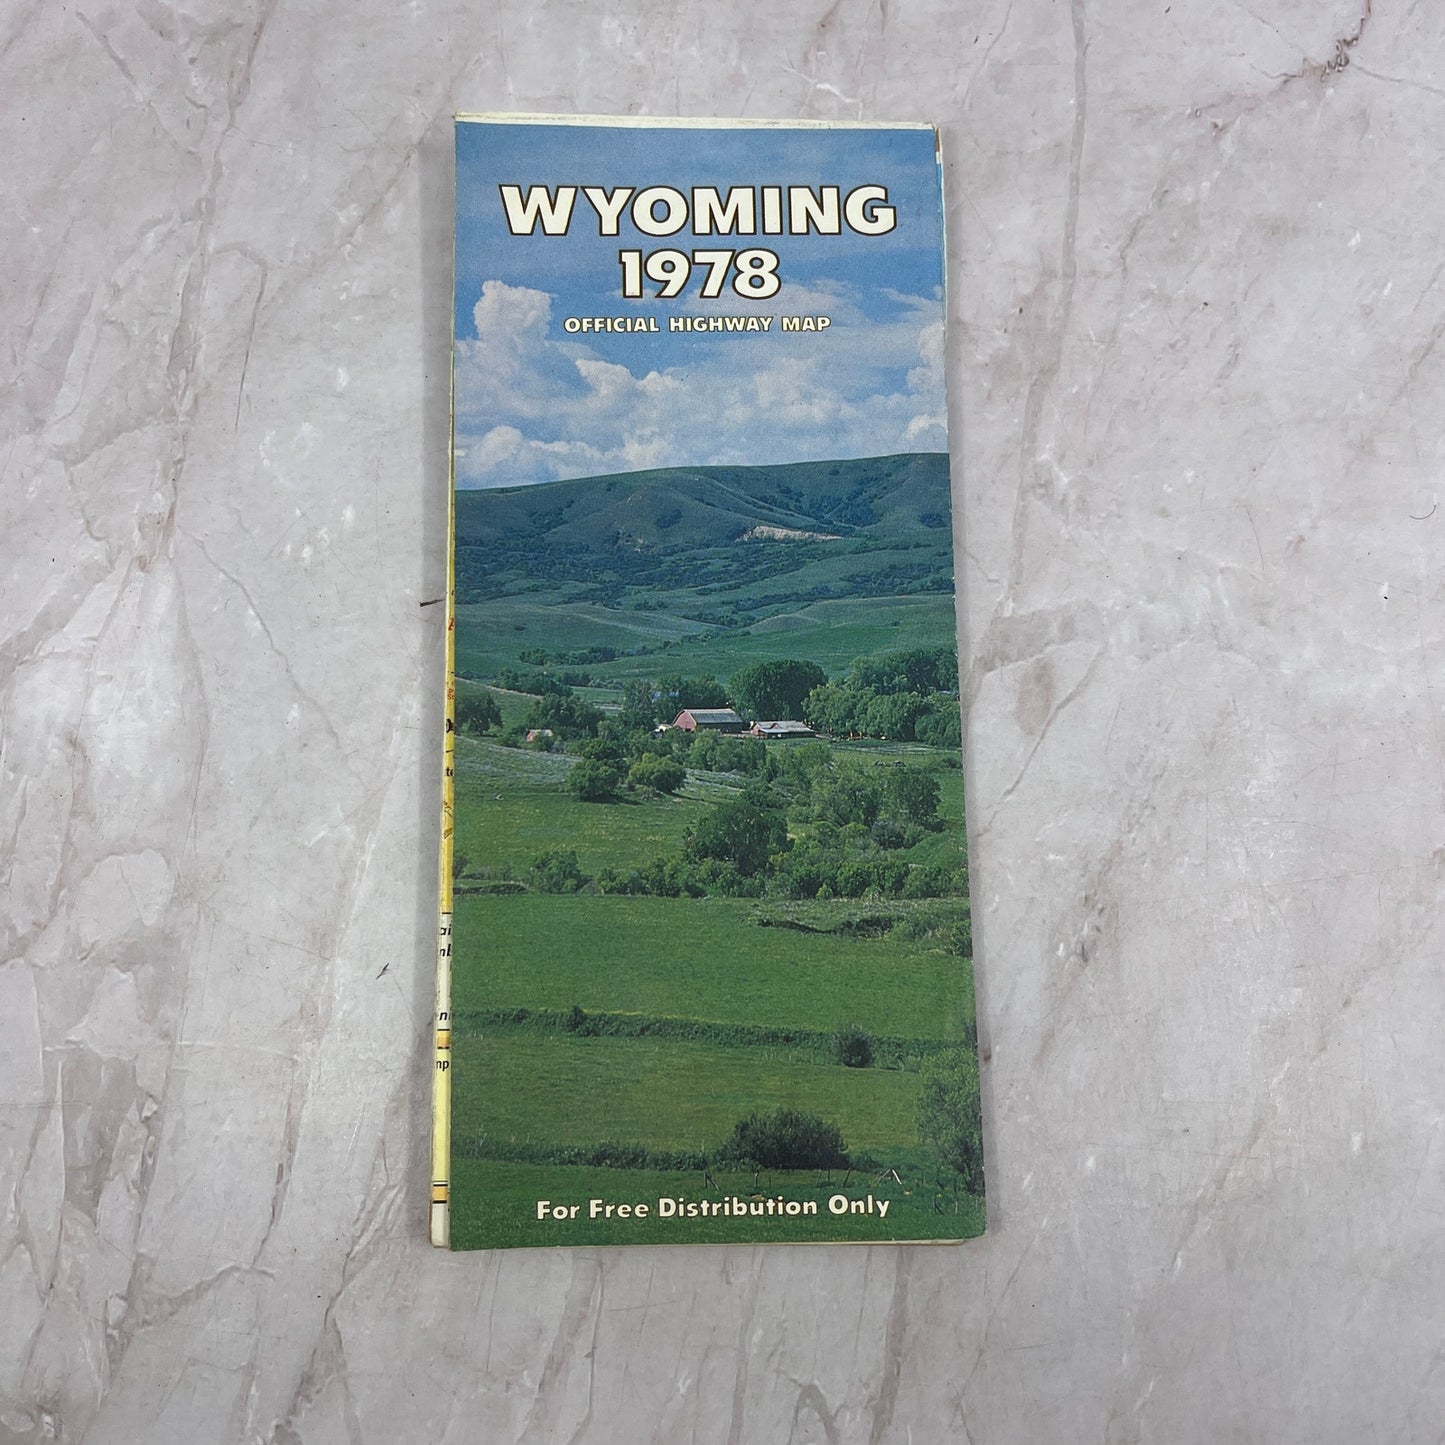 WYOMING
1978
OFFICIAL HIGHWAY MAP
For Free Distribution Only